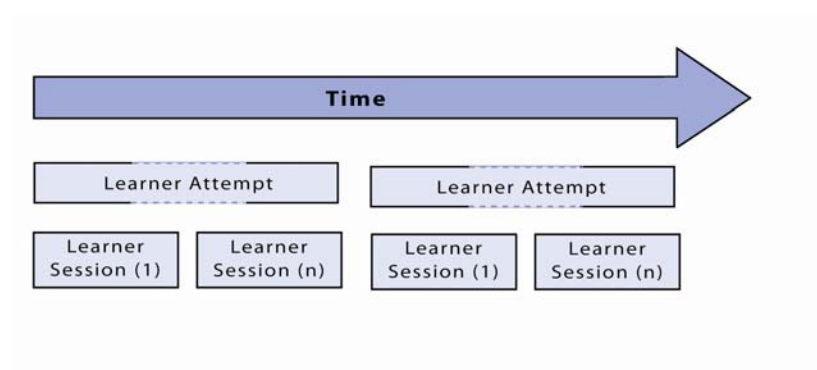 Time
Learner Attempt
Learner Attempt
Learner
Session (1)
Learner
Session (n)
Learner
Session (1)
Learner
Session (n)